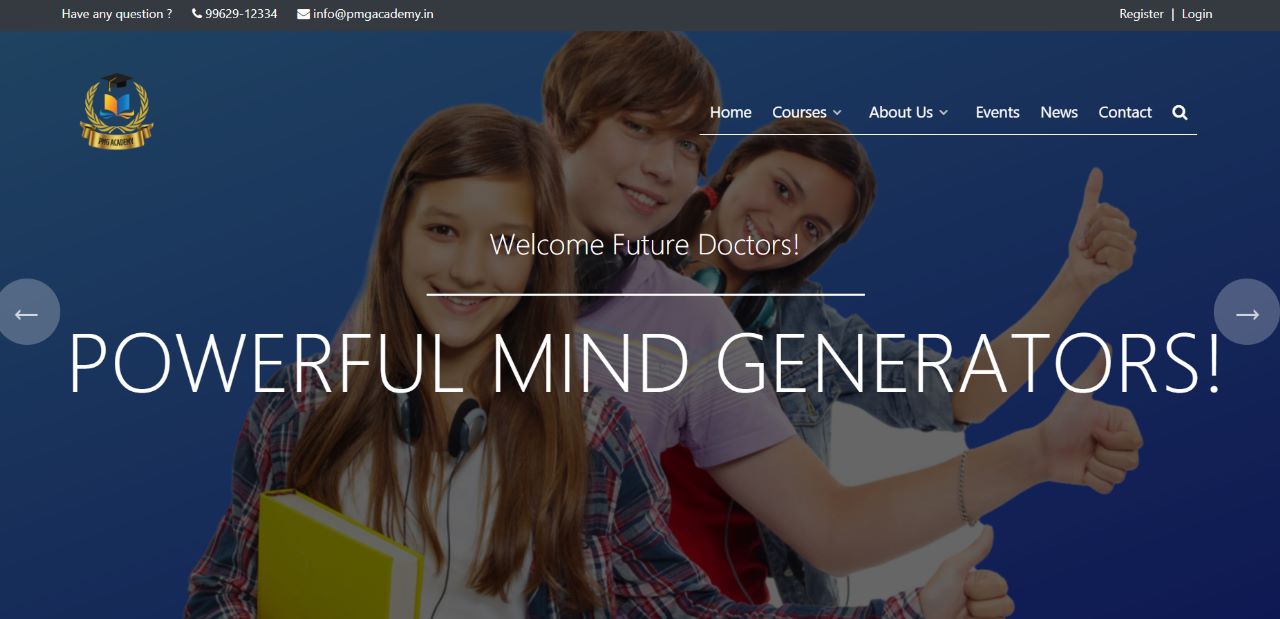 Have any question ? 99629-12334 info@pmgacademy.in Register | Login
PMG ACADEMY
Home Courses About Us Events News Contact
Welcome Future Doctors!
POWERFUL MIND GENERATORS!